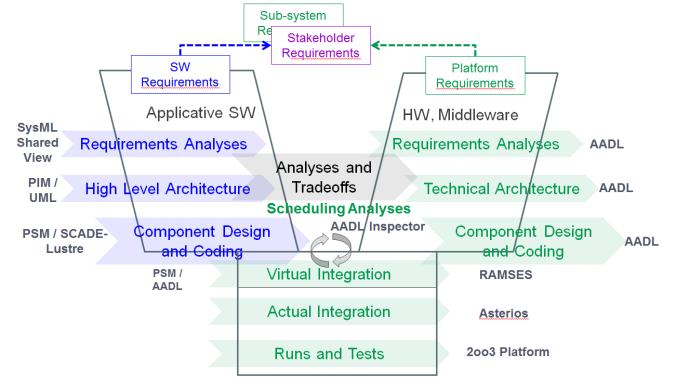 Sub-system
Re
Stakeholder
Requirements
SW
Requirements
Platform
Requirements
Applicative SW
HW, Middleware
SysML
Shared
View
Requirements Analyses
Requirements Analyses
AADL
Analyses and
Tradeoffs
PIM /
UML
High Level Architecture
Technical Architecture
AADL
Scheduling Analyses
AADL Inspector
PSM / SCADE-
Lustre
Component Design
and Coding
Component Design
and Coding
AADL
PSM /
AADL
Virtual Integration
RAMSES
Actual Integration
Asterios
Runs and Tests
2oo3 Platform